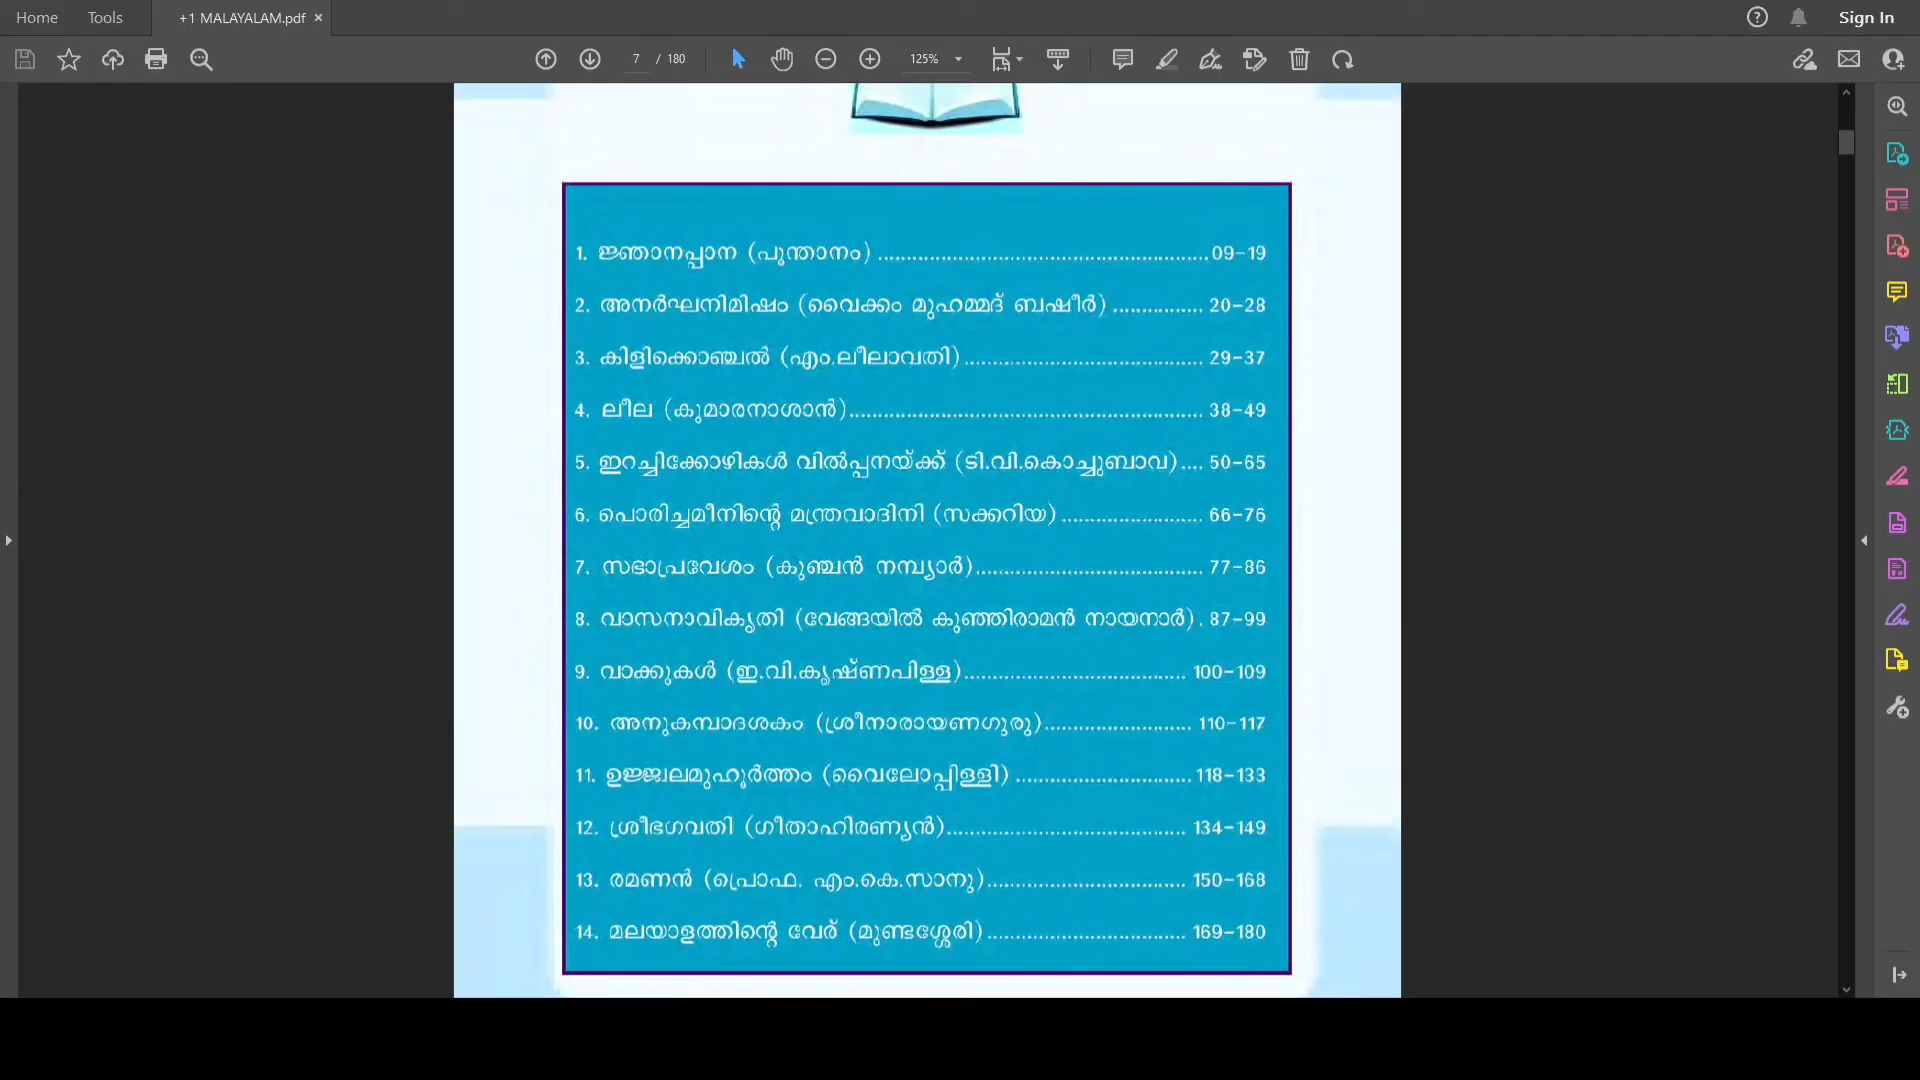 Home Tools +1 MALAYALAM.pdf × Sign In
7 / 180 125%
1. ജ്ഞാനപ്പാന (പൂന്താനം) ........................................................ 09-19
2. അനർഘനിമിഷം (വൈക്കം മുഹമ്മദ് ബഷീർ) ................ 20-28
3. കിളിക്കൊഞ്ചൽ (എം.ലീലാവതി).......................................... 29-37
4. ലീല (കുമാരനാശാൻ)............................................................. 38-49
5. ഇറച്ചിക്കോഴികൾ വിൽപ്പനയ്ക്ക് (ടി.വി.കൊച്ചുബാവ).... 50-65
6. പൊരിച്ചമീനിന്റെ മന്ത്രവാദിനി (സക്കറിയ) ......................... 66-76
7. സഭാപ്രവേശം (കുഞ്ചൻ നമ്പ്യാർ)....................................... 77-86
8. വാസനാവികൃതി (വേങ്ങയിൽ കുഞ്ഞിരാമൻ നായനാർ) . 87-99
9. വാക്കുകൾ (ഇ.വി.കൃഷ്ണപിള്ള)....................................... 100-109
10. അനുകമ്പാദശകം (ശ്രീനാരായണഗുരു).......................... 110-117
11. ഉജ്ജ്വലമുഹൂർത്തം (വൈലോപ്പിള്ളി) ............................... 118-133
12. ശ്രീഭഗവതി (ഗീതാഹിരണ്യൻ).......................................... 134-149
13. രമണൻ (പ്രൊഫ. എം.കെ.സാനു)................................... 150-168
14. മലയാളത്തിന്റെ വേര് (മുണ്ടശ്ശേരി)................................... 169-180